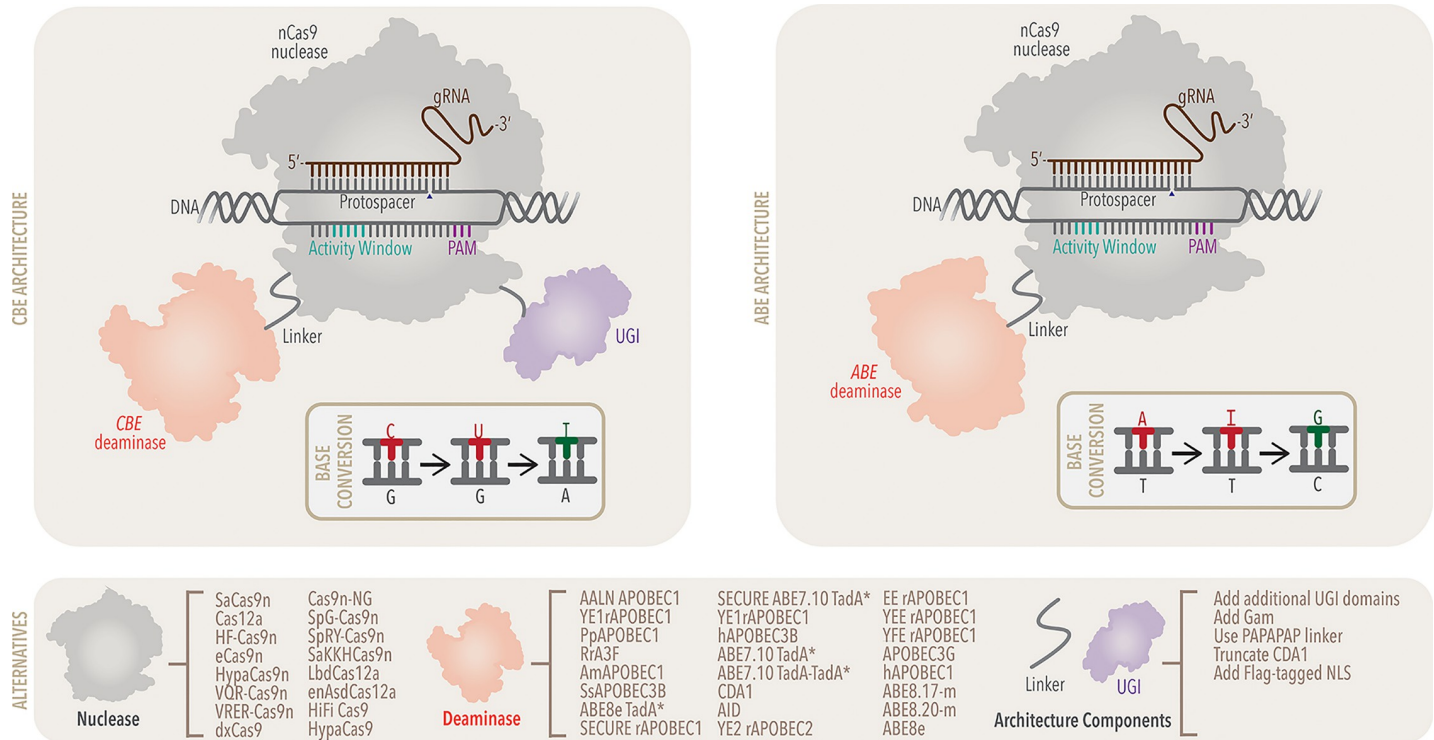 CBE ARCHITECTURE
nCas9
nuclease
gRNA
-3'
5'-
DNA
Protospacer
Activity Window
PAM
Linker
UGI
CBE
deaminase
BASE
CONVERSION
C
U
T
G
G
A
ABE ARCHITECTURE
nCas9
nuclease
gRNA
-3'
5'-
DNA
Protospacer
Activity Window
PAM
Linker
ABE
deaminase
BASE
CONVERSION
A
I
G
T
T
C
ALTERNATIVES
Nuclease
SaCas9n
Cas12a
HF-Cas9n
eCas9n
HypaCas9n
VQR-Cas9n
VRER-Cas9n
dxCas9
Cas9n-NG
SpG-Cas9n
SpRY-Cas9n
SaKKHCas9n
LbdCas12a
enAsdCas12a
HiFi Cas9
HypaCas9
Deaminase
AALN APOBEC1
YE1rAPOBEC1
PpAPOBEC1
RrA3F
AmAPOBEC1
SsAPOBEC3B
ABE8e TadA*
SECURE rAPOBEC1
SECURE ABE7.10 TadA*
YE1rAPOBEC1
hAPOBEC3B
ABE7.10 TadA*
ABE7.10 TadA-TadA*
CDA1
AID
YE2 rAPOBEC2
EE rAPOBEC1
YEE rAPOBEC1
YFE rAPOBEC1
APOBEC3G
hAPOBEC1
ABE8.17-m
ABE8.20-m
ABE8e
Linker
UGI
Architecture Components
Add additional UGI domains
Add Gam
Use PAPAPAP linker
Truncate CDA1
Add Flag-tagged NLS